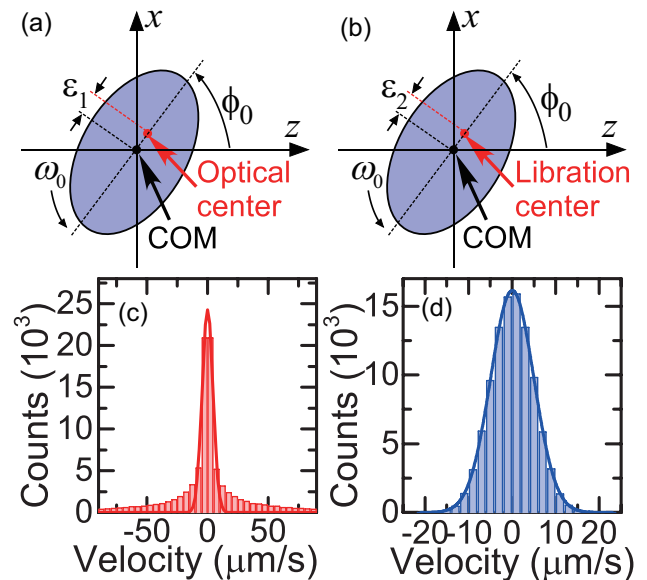 (a)
x
ε1
ϕ0
z
ω0
Optical
center
COM
(b)
x
ε2
ϕ0
z
ω0
Libration
center
COM
(c)
Counts (10³)
25
20
15
10
5
0
-50 0 50
Velocity (μm/s)
(d)
Counts (10³)
15
10
5
0
-20 -10 0 10 20
Velocity (μm/s)